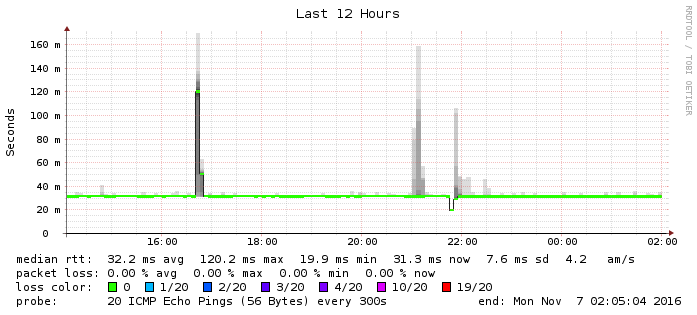 Last 12 Hours
RRDTOOL / TOBI OETIKER
Seconds
160 m
140 m
120 m
100 m
80 m
60 m
40 m
20 m
0
16:00 18:00 20:00 22:00 00:00 02:00
median rtt: 32.2 ms avg 120.2 ms max 19.9 ms min 31.3 ms now 7.6 ms sd 4.2 am/s
packet loss: 0.00 % avg 0.00 % max 0.00 % min 0.00 % now
loss color: 0 1/20 2/20 3/20 4/20 10/20 19/20
probe: 20 ICMP Echo Pings (56 Bytes) every 300s end: Mon Nov 7 02:05:04 2016